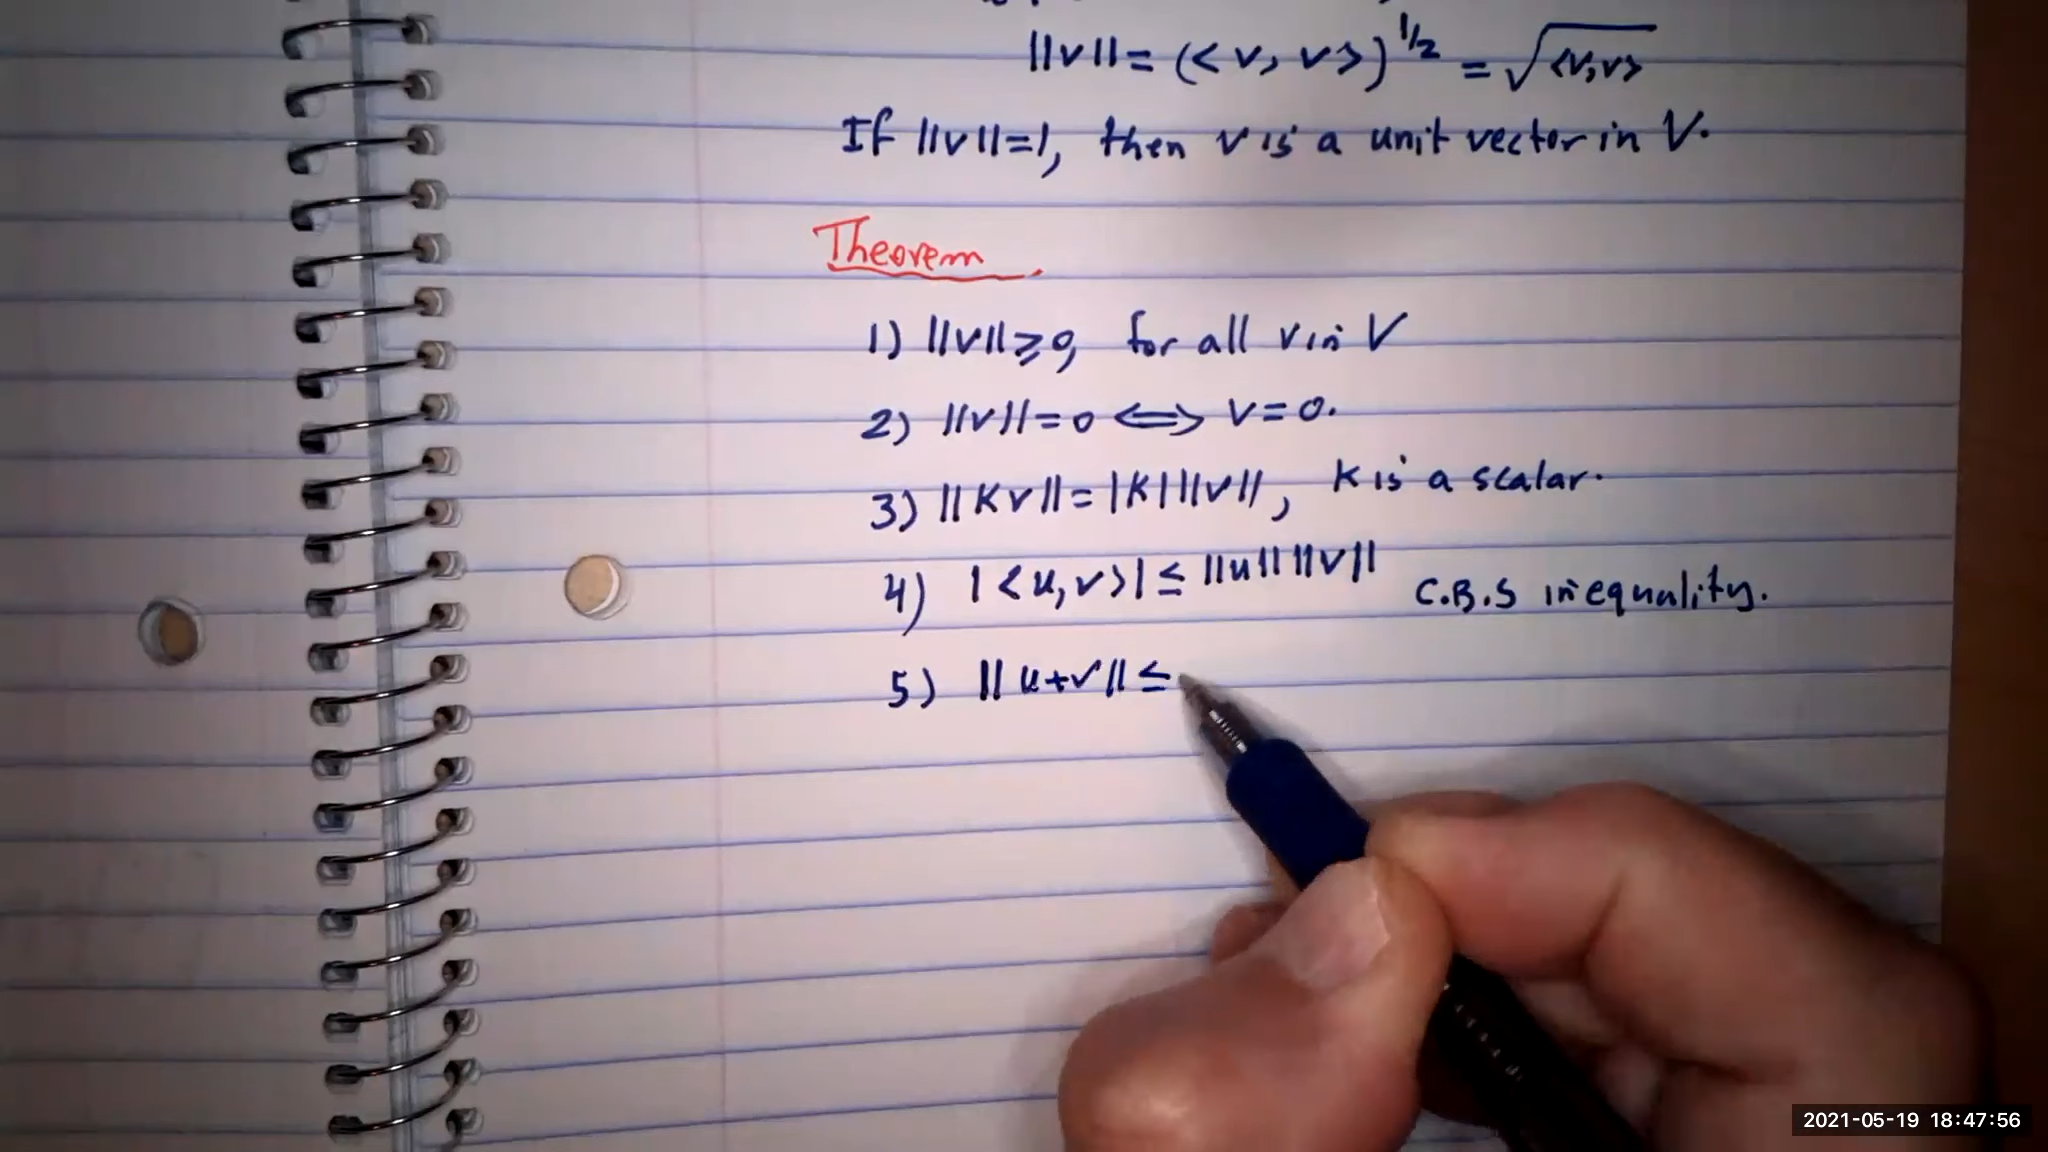 ||v|| = (<v, v>)^1/2 = √<v,v>
If ||v||=1, then v is a unit vector in V.
Theorem
1) ||v|| ≥ 0, for all v in V
2) ||v|| = 0 ⟺ v = 0.
3) ||Kv|| = |K| ||v||, K is a scalar.
4) |<u,v>| ≤ ||u|| ||v|| C.B.S inequality.
5) ||u+v|| ≤
2021-05-19 18:47:56